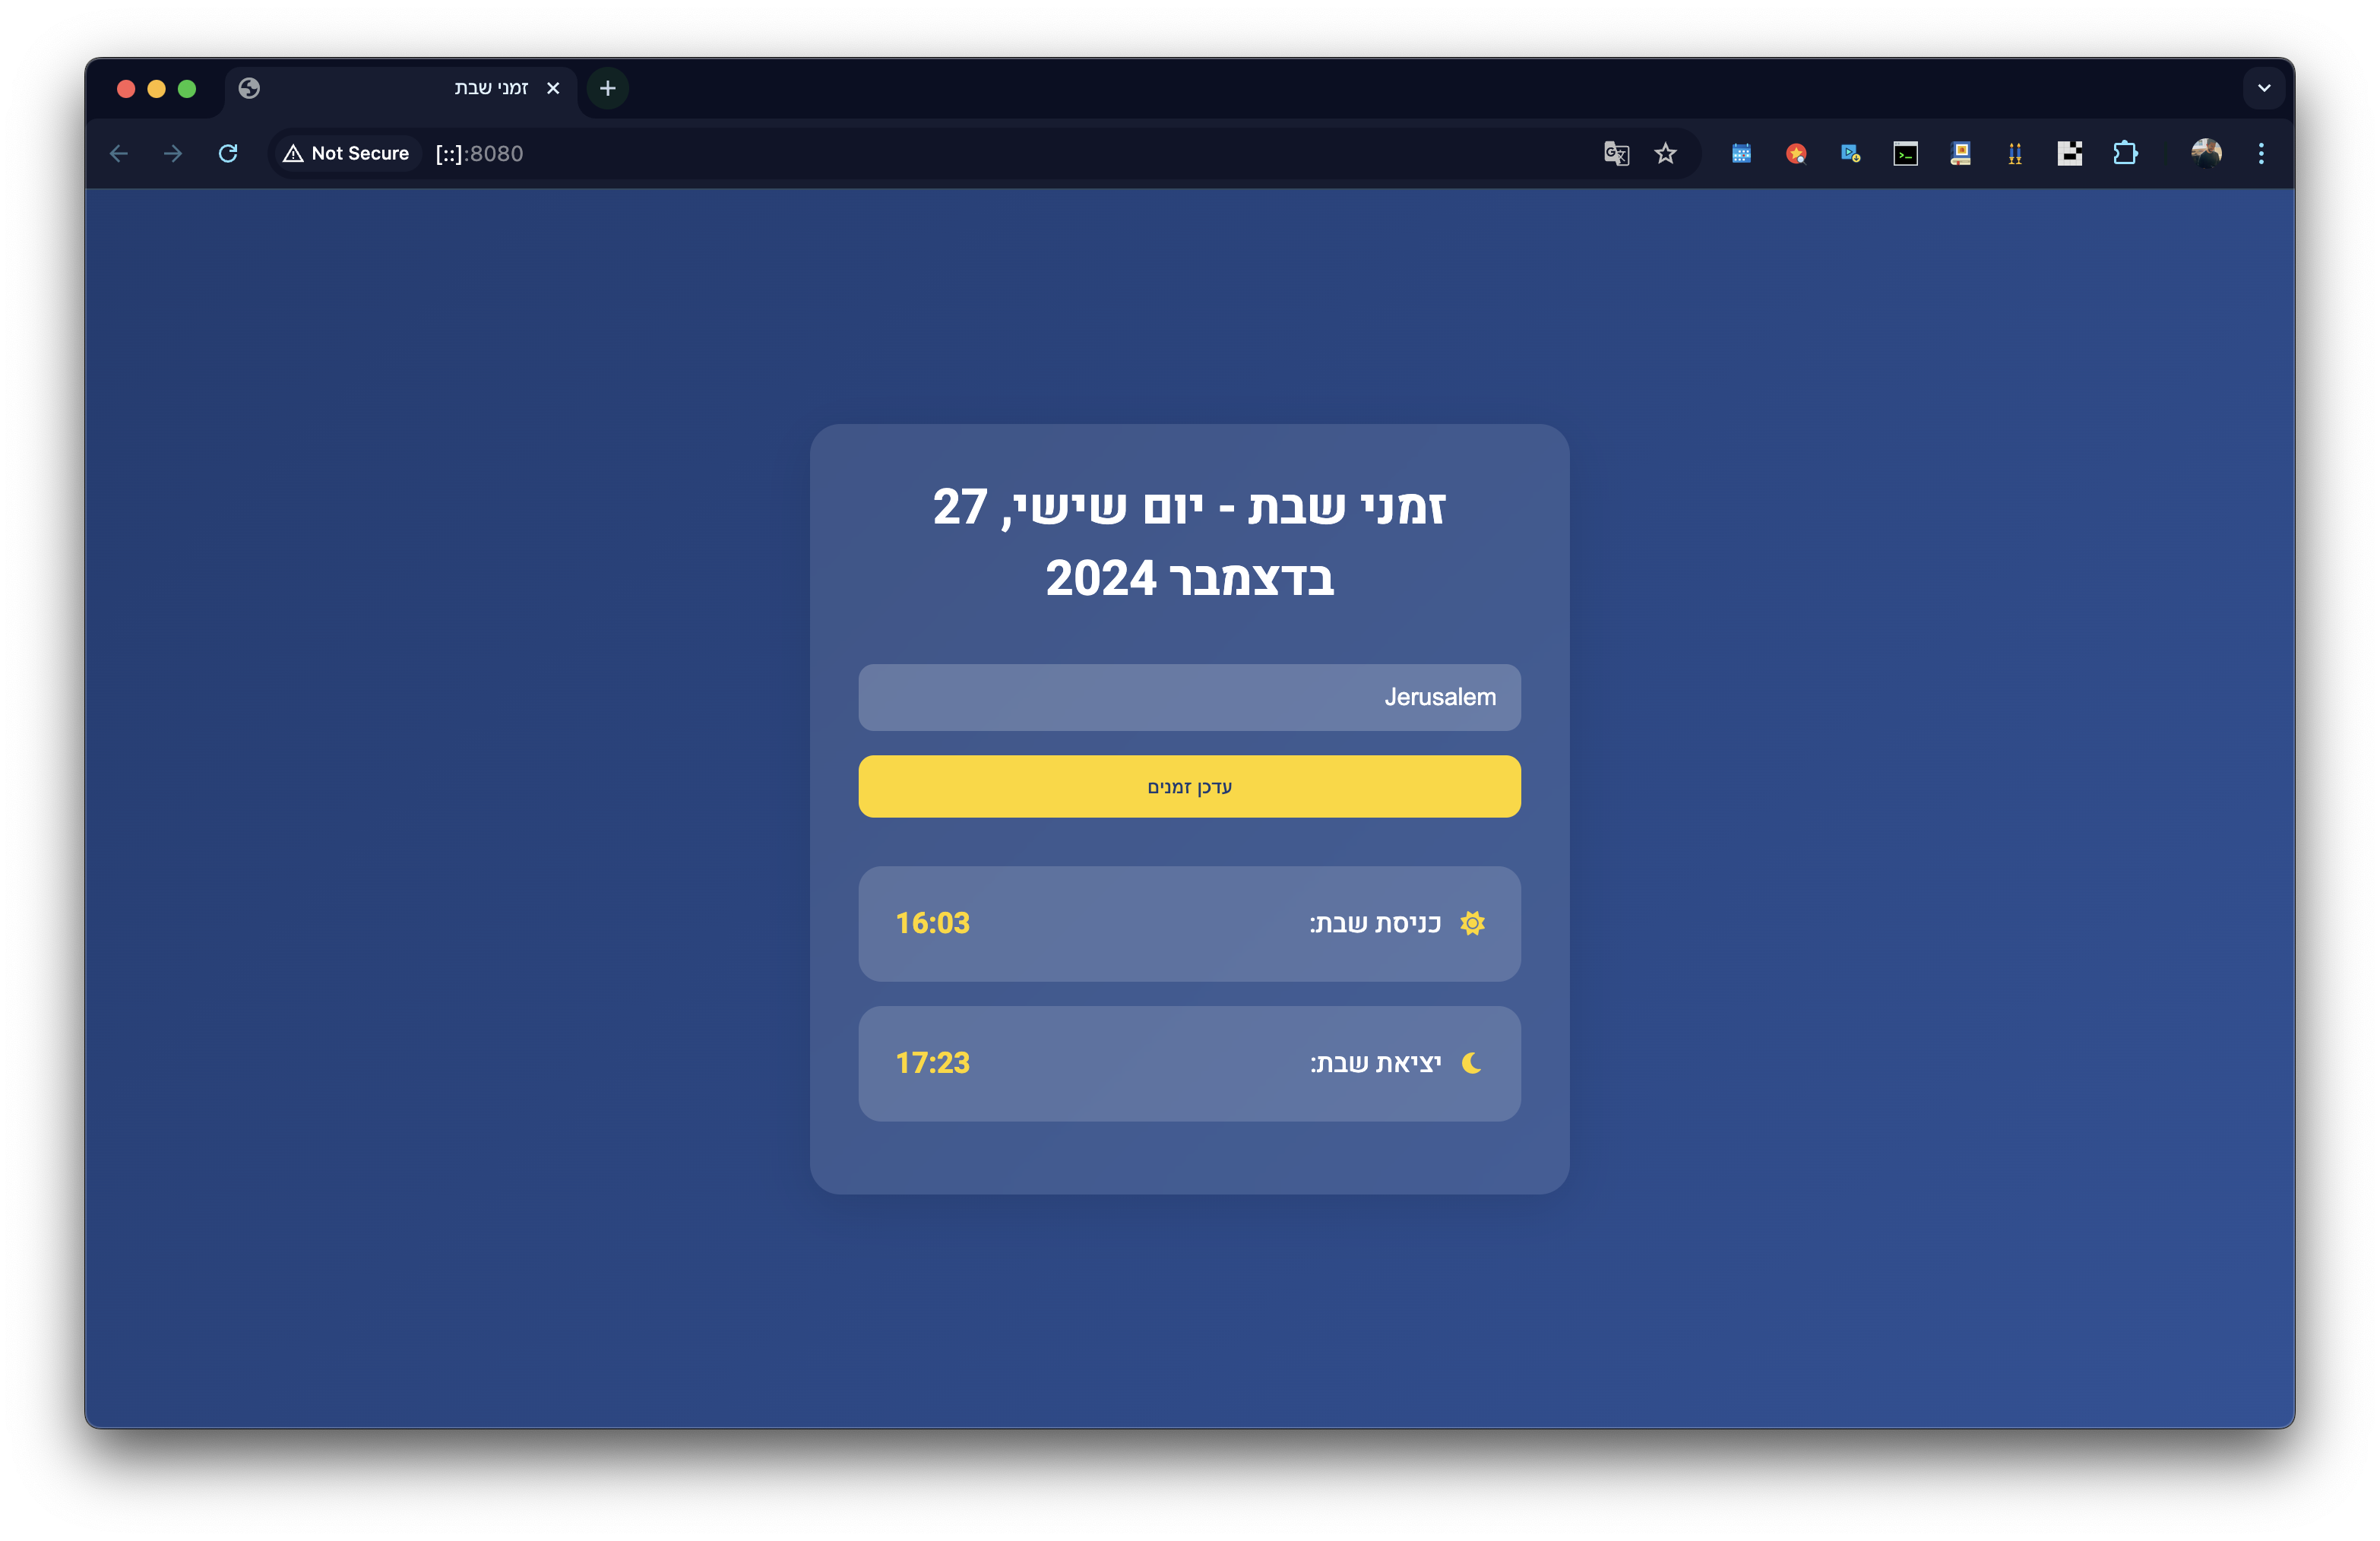 זמני שבת
Not Secure [::]:8080
זמני שבת - יום שישי, 27
בדצמבר 2024
Jerusalem
עדכן זמנים
כניסת שבת: 16:03
יציאת שבת: 17:23